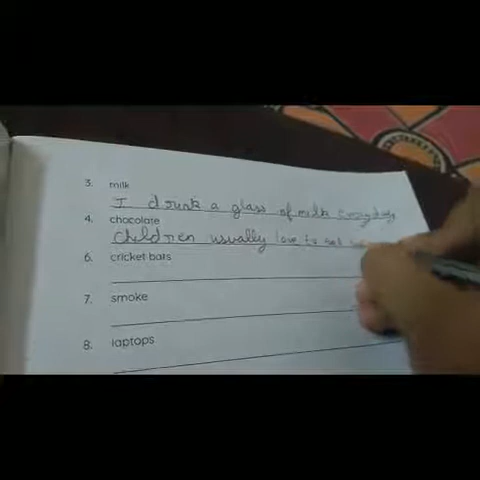 3. milk
I drunk a glass of milk everyday
4. chocolate
Children usually love to eat
6. cricket bats
7. smoke
8. laptops